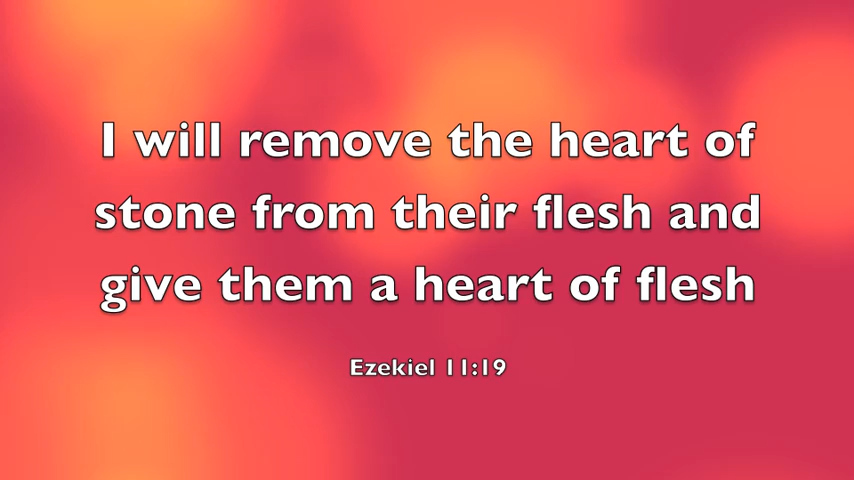 I will remove the heart of
stone from their flesh and
give them a heart of flesh
Ezekiel 11:19